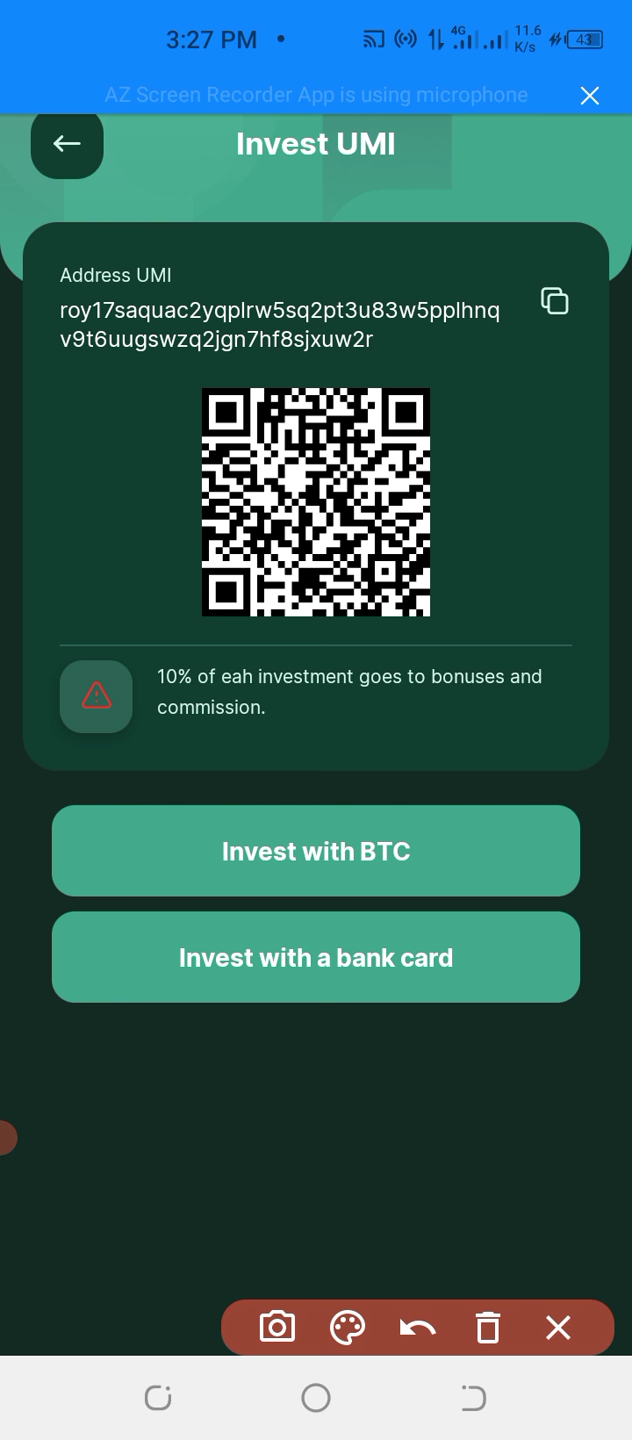 3:27 PM
4G
11.6
K/s
43
AZ Screen Recorder App is using microphone
Invest UMI
Address UMI
roy17saquac2yqplrw5sq2pt3u83w5pplhnq
v9t6uugswzq2jgn7hf8sjxuw2r
10% of eah investment goes to bonuses and
commission.
Invest with BTC
Invest with a bank card